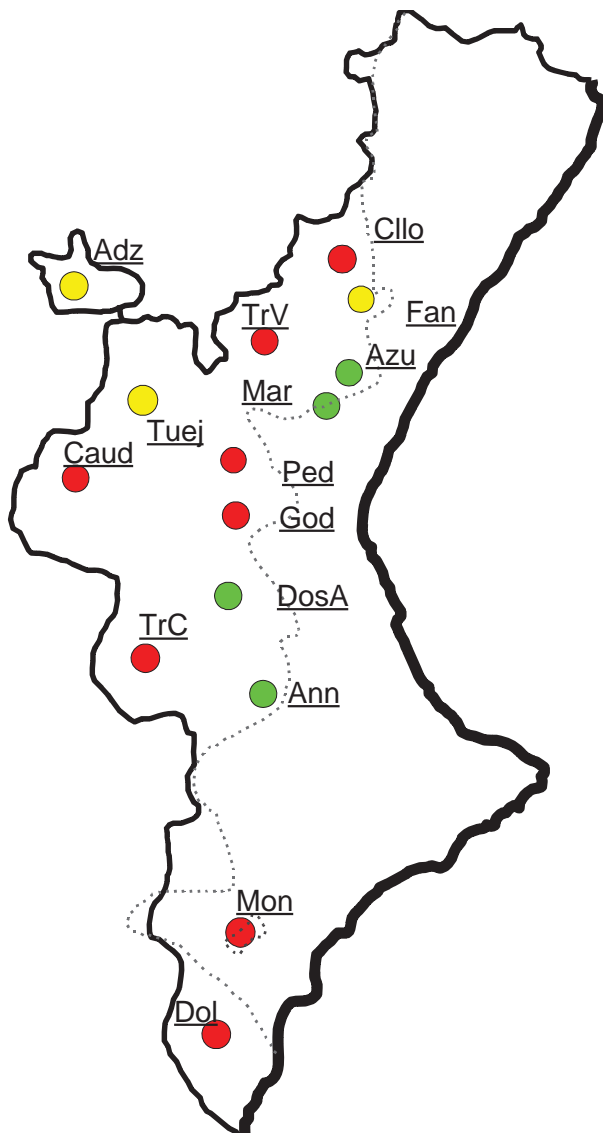 Cllo
Adz
Fan
TrV
Azu
Mar
Tuej
Caud
Ped
God
DosA
TrC
Ann
Mon
Dol